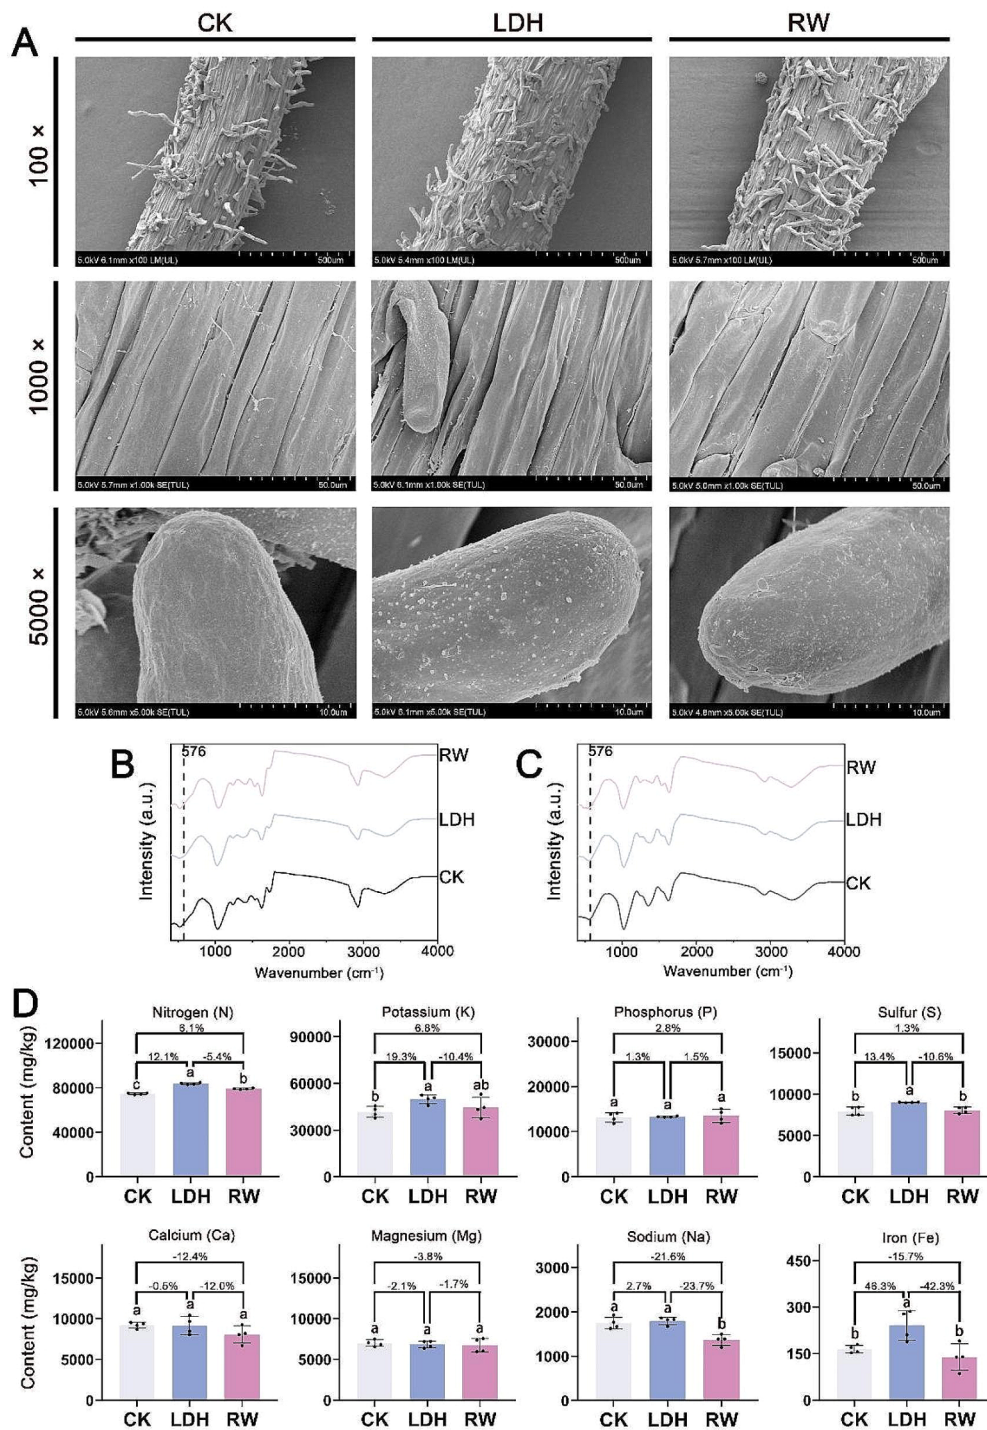 CK LDH RW
A
100 ×
5.0kV 6.1mm x100 LM(UL) 500um
5.0kV 5.4mm x100 LM(UL) 500um
5.0kV 5.7mm x100 LM(UL) 500um
1000 ×
5.0kV 5.7mm x1.00k SE(TUL) 50.0um
5.0kV 6.1mm x1.00k SE(TUL) 50.0um
5.0kV 5.0mm x1.00k SE(TUL) 50.0um
5000 ×
5.0kV 5.6mm x5.00k SE(TUL) 10.0um
5.0kV 6.1mm x5.00k SE(TUL) 10.0um
5.0kV 4.8mm x5.00k SE(TUL) 10.0um
B
576
RW
LDH
CK
Intensity (a.u.)
1000 2000 3000 4000
Wavenumber (cm⁻¹)
C
576
RW
LDH
CK
Intensity (a.u.)
1000 2000 3000 4000
Wavenumber (cm⁻¹)
D
Content (mg/kg)
Nitrogen (N)
120000
80000
40000
0
6.1%
12.1% -5.4%
c a b
CK LDH RW
Potassium (K)
90000
60000
30000
0
6.8%
19.3% -10.4%
b a ab
CK LDH RW
Phosphorus (P)
30000
20000
10000
0
2.8%
1.3% 1.5%
a a a
CK LDH RW
Sulfur (S)
15000
10000
5000
0
1.3%
13.4% -10.6%
b a b
CK LDH RW
Content (mg/kg)
Calcium (Ca)
15000
10000
5000
0
-12.4%
-0.6% -12.0%
a a a
CK LDH RW
Magnesium (Mg)
15000
10000
5000
0
-3.8%
-2.1% -1.7%
a a a
CK LDH RW
Sodium (Na)
3000
2000
1000
0
-21.6%
2.7% -23.7%
a a b
CK LDH RW
Iron (Fe)
450
300
150
0
-15.7%
46.3% -42.3%
b a b
CK LDH RW